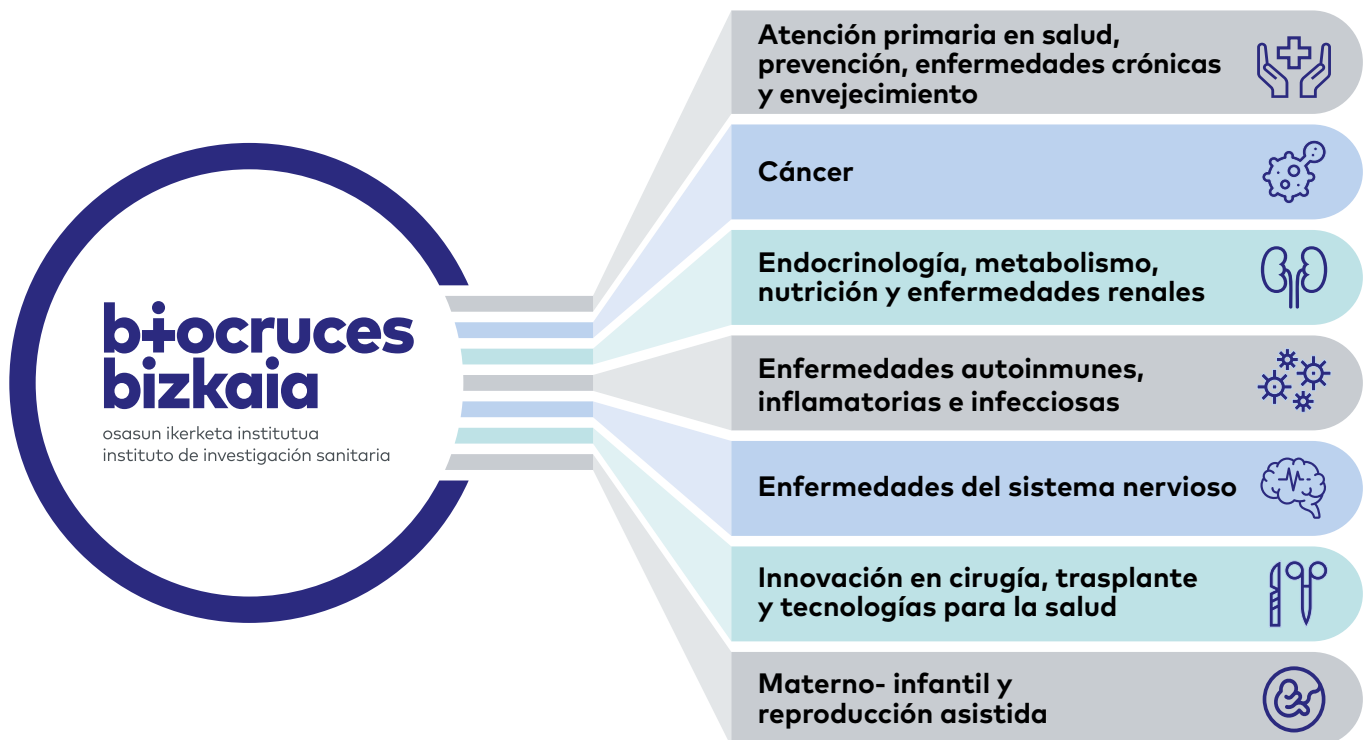 biocruces
bizkaia
osasun ikerketa institutua
instituto de investigación sanitaria
Atención primaria en salud,
prevención, enfermedades crónicas
y envejecimiento
Cáncer
Endocrinología, metabolismo,
nutrición y enfermedades renales
Enfermedades autoinmunes,
inflamatorias e infecciosas
Enfermedades del sistema nervioso
Innovación en cirugía, trasplante
y tecnologías para la salud
Materno- infantil y
reproducción asistida